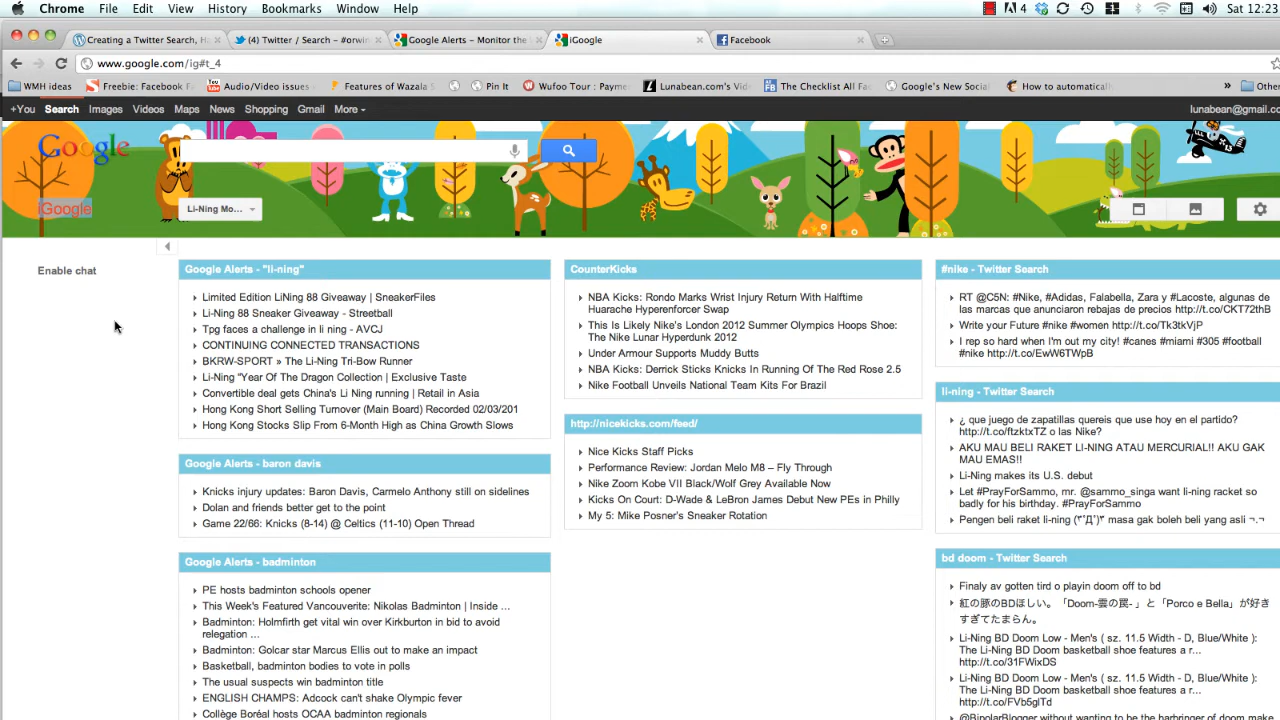 Chrome File Edit View History Bookmarks Window Help 4 Sat 12:23
Creating a Twitter Search, Ha
(4) Twitter / Search - #orwin
Google Alerts - Monitor the
iGoogle
Facebook
www.google.com/ig#t_4
WMH ideas
Freebie: Facebook
Audio/Video issues
Features of Wazala S
Pin It
Wufoo Tour : Payme
Lunabean.com's Vid
The Checklist All Fac
Google's New Social
How to automatically
» Other
+You Search Images Videos Maps News Shopping Gmail More
lunabean@gmail.co
Google
iGoogle
Li-Ning Mo...
Enable chat
Google Alerts - "li-ning"
Limited Edition LiNing 88 Giveaway | SneakerFiles
Li-Ning 88 Sneaker Giveaway - Streetball
Tpg faces a challenge in li ning - AVCJ
CONTINUING CONNECTED TRANSACTIONS
BKRW-SPORT » The Li-Ning Tri-Bow Runner
Li-Ning "Year Of The Dragon Collection | Exclusive Taste
Convertible deal gets China's Li Ning running | Retail in Asia
Hong Kong Short Selling Turnover (Main Board) Recorded 02/03/201
Hong Kong Stocks Slip From 6-Month High as China Growth Slows
Google Alerts - baron davis
Knicks injury updates: Baron Davis, Carmelo Anthony still on sidelines
Dolan and friends better get to the point
Game 22/66: Knicks (8-14) @ Celtics (11-10) Open Thread
Google Alerts - badminton
PE hosts badminton schools opener
This Week's Featured Vancouverite: Nikolas Badminton | Inside ...
Badminton: Holmfirth get vital win over Kirkburton in bid to avoid
relegation ...
Badminton: Golcar star Marcus Ellis out to make an impact
Basketball, badminton bodies to vote in polls
The usual suspects win badminton title
ENGLISH CHAMPS: Adcock can't shake Olympic fever
Collège Boréal hosts OCAA badminton regionals
CounterKicks
NBA Kicks: Rondo Marks Wrist Injury Return With Halftime
Huarache Hyperenforcer Swap
This Is Likely Nike's London 2012 Summer Olympics Hoops Shoe:
The Nike Lunar Hyperdunk 2012
Under Armour Supports Muddy Butts
NBA Kicks: Derrick Sticks Knicks In Running Of The Red Rose 2.5
Nike Football Unveils National Team Kits For Brazil
http://nicekicks.com/feed/
Nice Kicks Staff Picks
Performance Review: Jordan Melo M8 – Fly Through
Nike Zoom Kobe VII Black/Wolf Grey Available Now
Kicks On Court: D-Wade & LeBron James Debut New PEs in Philly
My 5: Mike Posner's Sneaker Rotation
#nike - Twitter Search
RT @C5N: #Nike, #Adidas, Falabella, Zara y #Lacoste, algunas de
las marcas que anunciaron rebajas de precios http://t.co/CKT72thB
Write your Future #nike #women http://t.co/Tk3tkVjP
I rep so hard when I'm out my city! #canes #miami #305 #football
#nike http://t.co/EwW6TWpB
li-ning - Twitter Search
¿ que juego de zapatillas quereis que use hoy en el partido?
http://t.co/ftzktxTZ o las Nike?
AKU MAU BELI RAKET LI-NING ATAU MERCURIAL!! AKU GAK
MAU EMAS!!
Li-Ning makes its U.S. debut
Let #PrayForSammo, mr. @sammo_singa want li-ning racket so
badly for his birthday. #PrayForSammo
Pengen beli raket li-ning (٣˚Д˚)٣ masa gak boleh beli yang asli ¬.¬
bd doom - Twitter Search
Finaly av gotten tird o playin doom off to bd
紅の豚のBDほしい。「Doom-雲の罠-」と「Porco e Bella」が好き
すぎてたまらん。
Li-Ning BD Doom Low - Men's ( sz. 11.5 Width - D, Blue/White ):
The Li-Ning BD Doom basketball shoe features a r...
http://t.co/31FWixDS
Li-Ning BD Doom Low - Men's ( sz. 11.5 Width - D, Blue/White ):
The Li-Ning BD Doom basketball shoe features a r...
http://t.co/FVb5glTd
@BipolarBlogger without wanting to be the harbringer of doom make